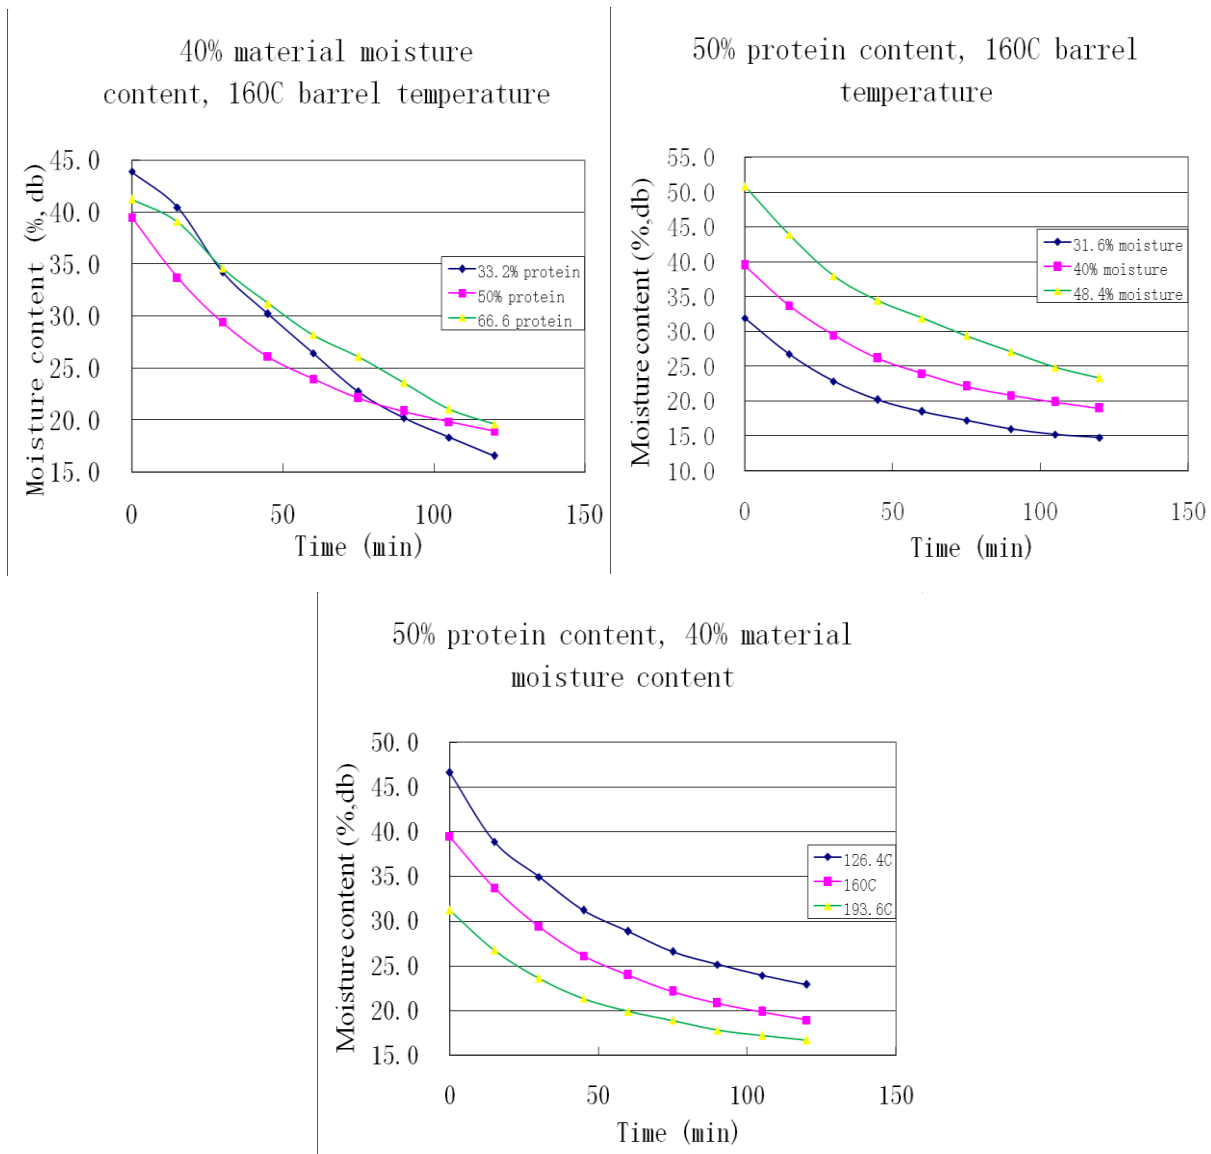 40% material moisture
content, 160C barrel temperature
Moisture content (%, db)
45.0
40.0
35.0
30.0
25.0
20.0
15.0
33.2% protein
50% protein
66.6 protein
0
50
100
150
Time (min)
50% protein content, 160C barrel
temperature
Moisture content (%,db)
55.0
50.0
45.0
40.0
35.0
30.0
25.0
20.0
15.0
10.0
31.6% moisture
40% moisture
48.4% moisture
0
50
100
150
Time (min)
50% protein content, 40% material
moisture content
Moisture content (%,db)
50.0
45.0
40.0
35.0
30.0
25.0
20.0
15.0
126.4C
160C
193.6C
0
50
100
150
Time (min)